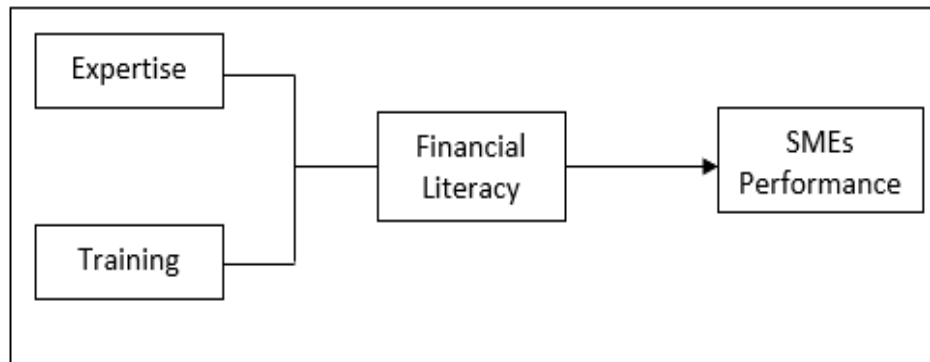 Expertise
Training
Financial
Literacy
SMEs
Performance